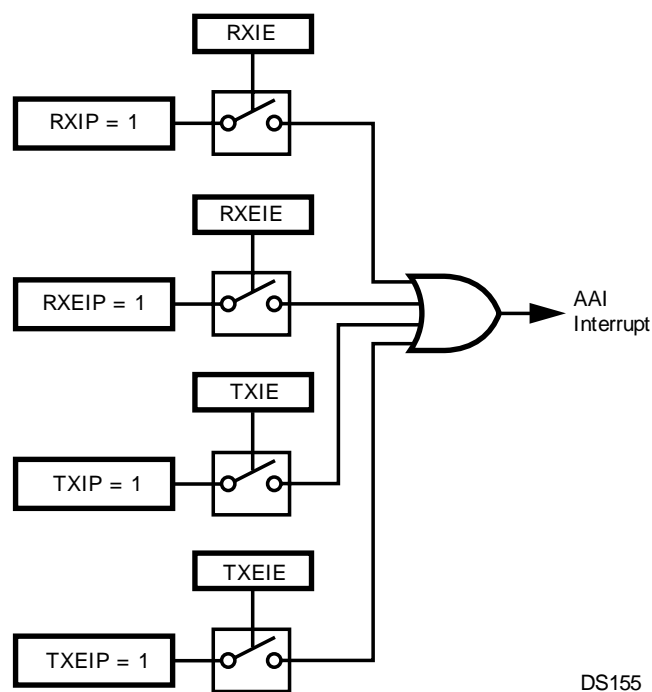 RXIE
RXIP = 1
RXEIE
RXEIP = 1
AAI
Interrupt
TXIE
TXIP = 1
TXEIE
TXEIP = 1
DS155